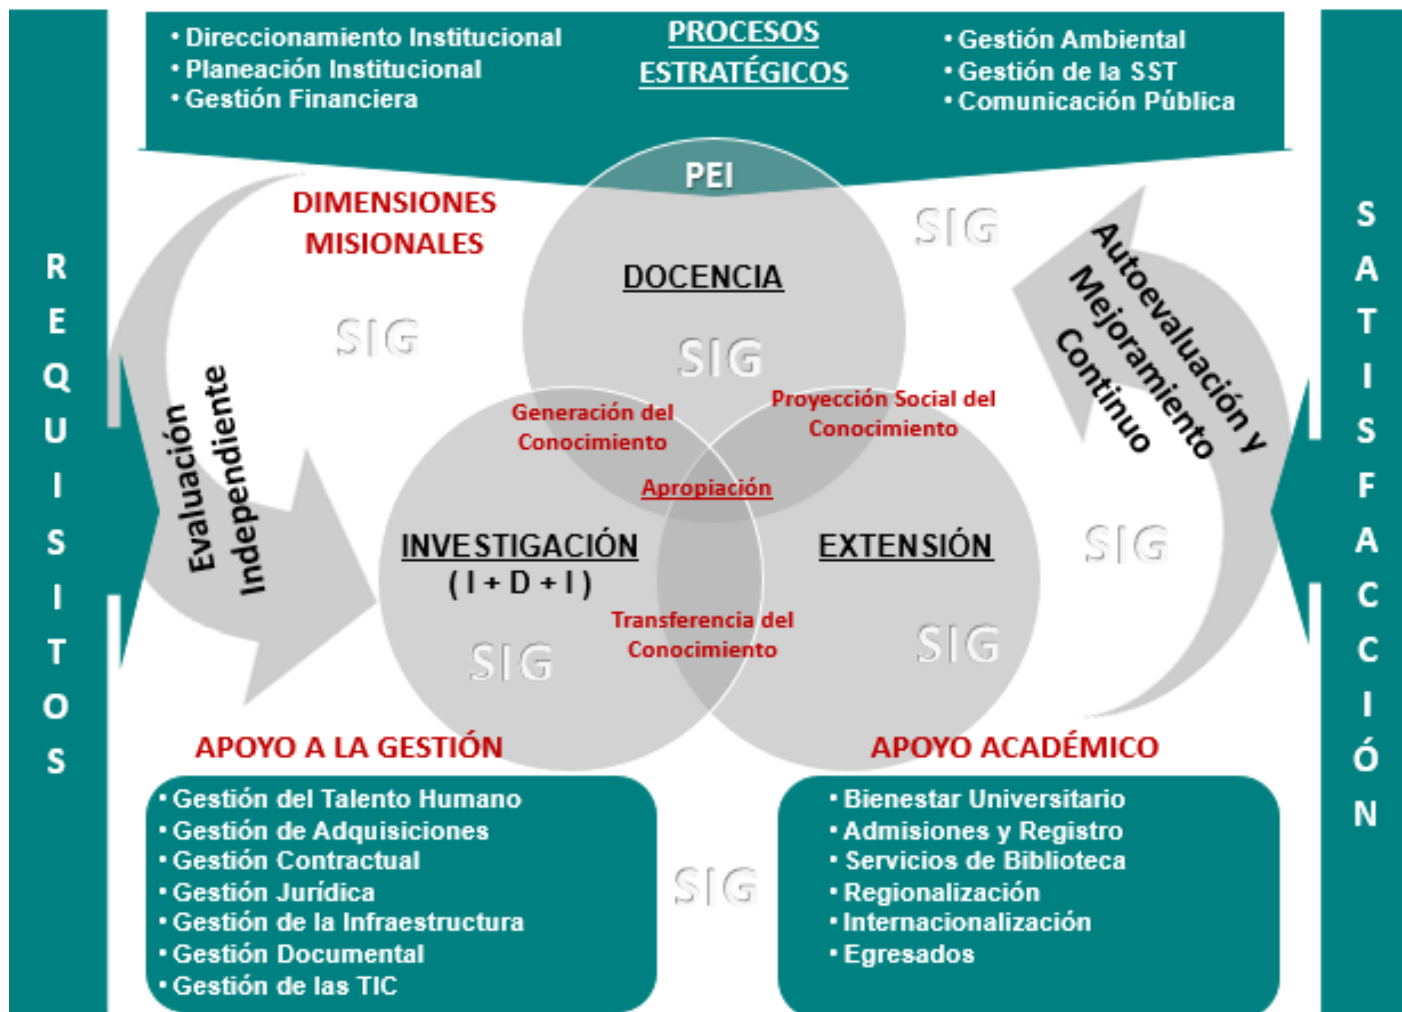 • Direccionamiento Institucional
• Planeación Institucional
• Gestión Financiera
PROCESOS
ESTRATÉGICOS
• Gestión Ambiental
• Gestión de la SST
• Comunicación Pública
PEI
DIMENSIONES
MISIONALES
SIG
REQUISITOS
SATISFACCIÓN
DOCENCIA
SIG
SIG
Autoevaluación y
Mejoramiento
Continuo
Evaluación
Independiente
Generación del
Conocimiento
Proyección Social del
Conocimiento
Apropiación
INVESTIGACIÓN
( I + D + I )
EXTENSIÓN
SIG
Transferencia del
Conocimiento
SIG
SIG
APOYO A LA GESTIÓN
• Gestión del Talento Humano
• Gestión de Adquisiciones
• Gestión Contractual
• Gestión Jurídica
• Gestión de la Infraestructura
• Gestión Documental
• Gestión de las TIC
SIG
APOYO ACADÉMICO
• Bienestar Universitario
• Admisiones y Registro
• Servicios de Biblioteca
• Regionalización
• Internacionalización
• Egresados